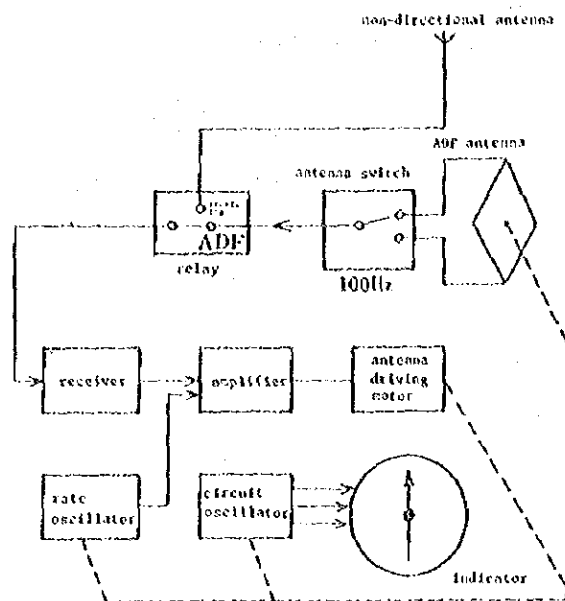 non-directional antenna
ADF antenna
antenna switch
ADF
relay
100Hz
receiver
amplifier
antenna
driving
motor
rate
oscillator
circuit
oscillator
indicator